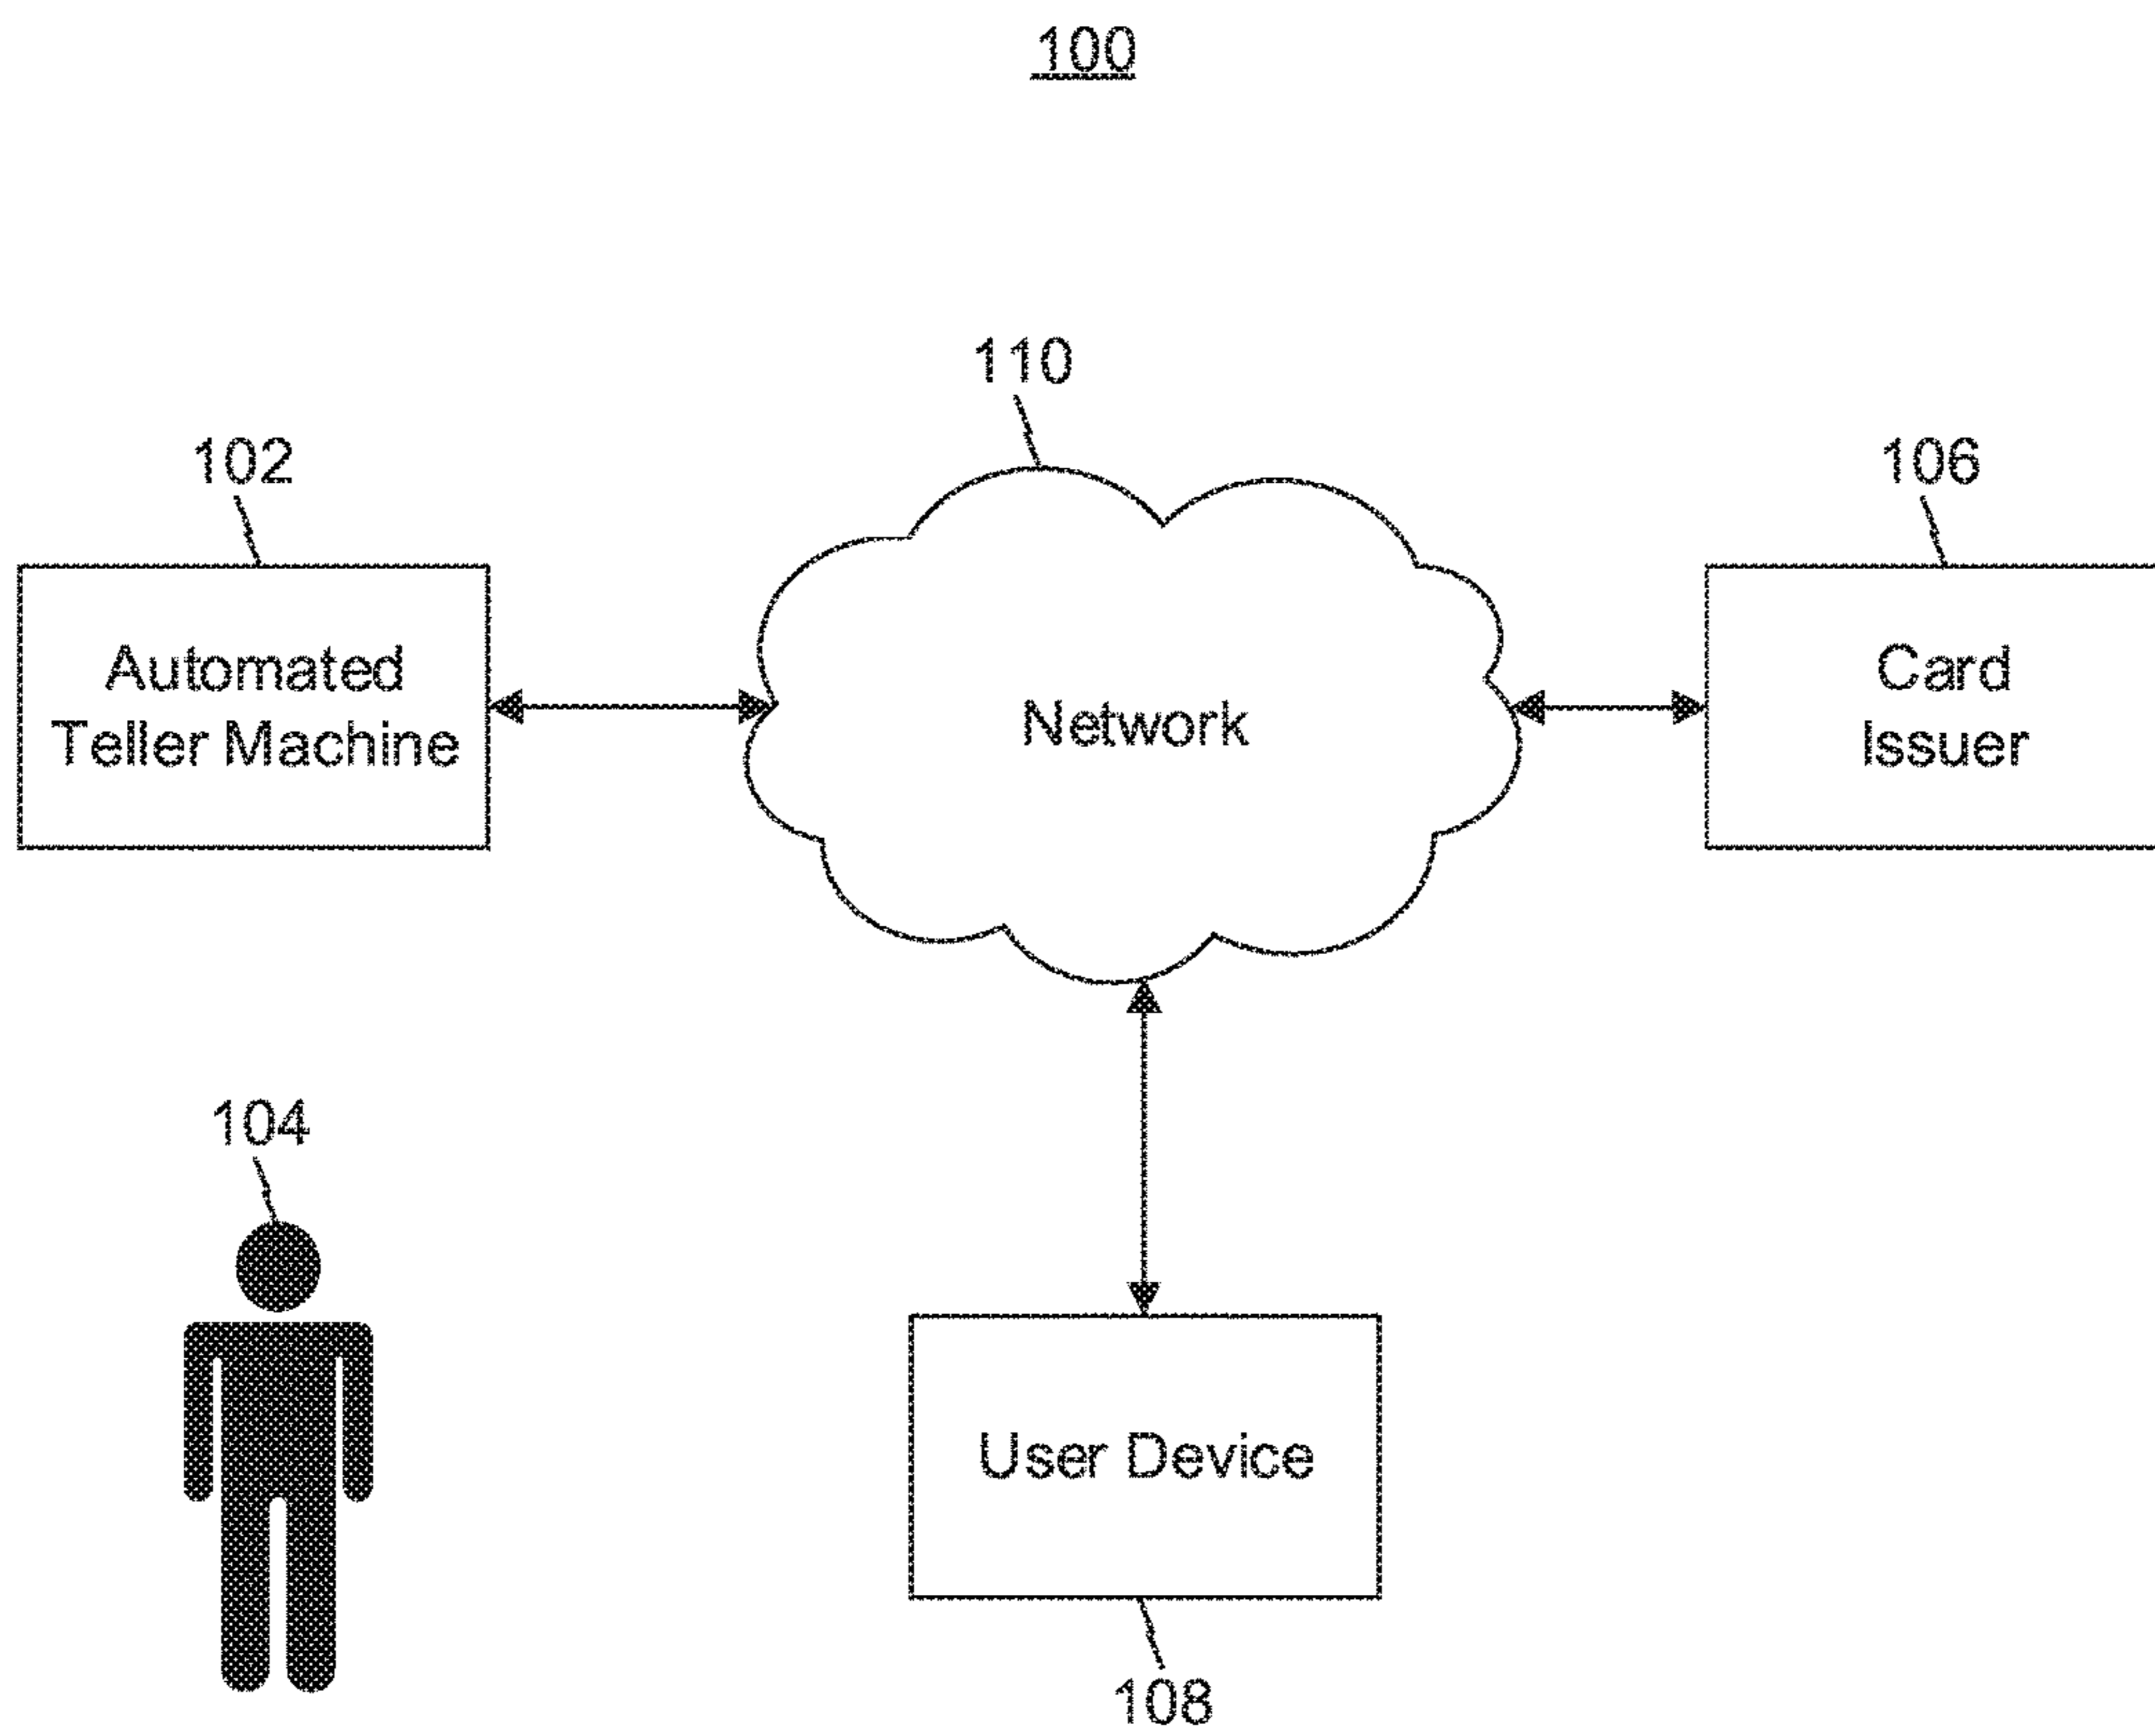 100
110
102
106
Automated
Teller Machine
Network
Card
Issuer
104
User Device
108